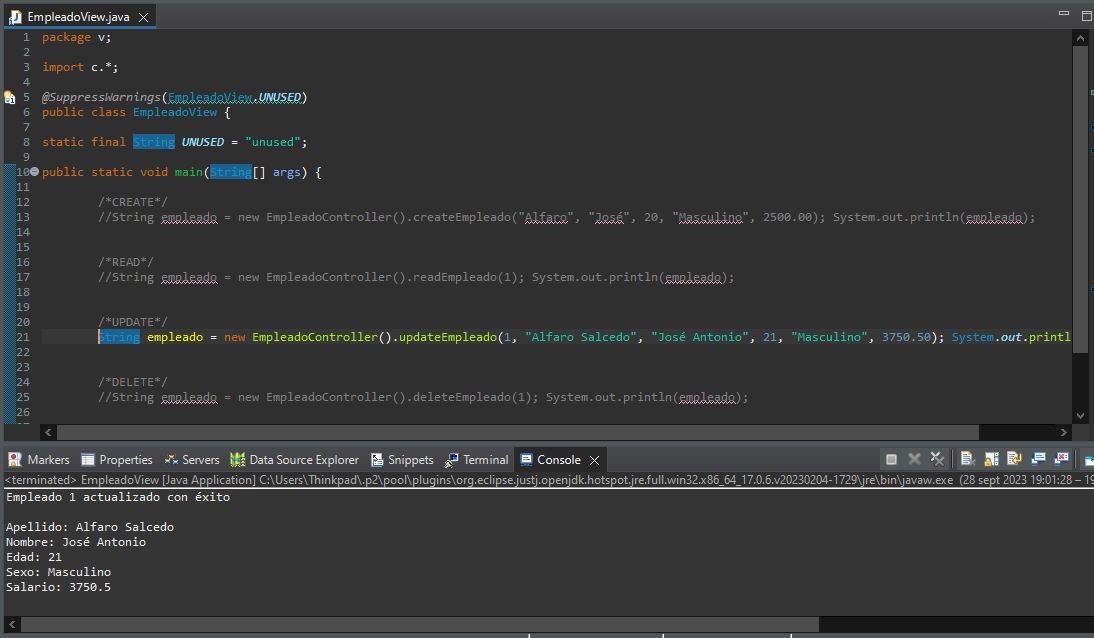 EmpleadoView.java
1 package v;
2
3 import c.*;
4
5 @SuppressWarnings(EmpleadoView.UNUSED)
6 public class EmpleadoView {
7
8 static final String UNUSED = "unused";
9
10 public static void main(String[] args) {
11
12 /*CREATE*/
13 //String empleado = new EmpleadoController().createEmpleado("Alfaro", "José", 20, "Masculino", 2500.00); System.out.println(empleado);
14
15
16 /*READ*/
17 //String empleado = new EmpleadoController().readEmpleado(1); System.out.println(empleado);
18
19
20 /*UPDATE*/
21 String empleado = new EmpleadoController().updateEmpleado(1, "Alfaro Salcedo", "José Antonio", 21, "Masculino", 3750.50); System.out.printl
22
23
24 /*DELETE*/
25 //String empleado = new EmpleadoController().deleteEmpleado(1); System.out.println(empleado);
26
Markers Properties Servers Data Source Explorer Snippets Terminal Console
<terminated> EmpleadoView [Java Application] C:\Users\Thinkpad\.p2\pool\plugins\org.eclipse.justj.openjdk.hotspot.jre.full.win32.x86_64_17.0.6.v20230204-1729\jre\bin\javaw.exe (28 sept 2023 19:01:28 – 19
Empleado 1 actualizado con éxito
Apellido: Alfaro Salcedo
Nombre: José Antonio
Edad: 21
Sexo: Masculino
Salario: 3750.5